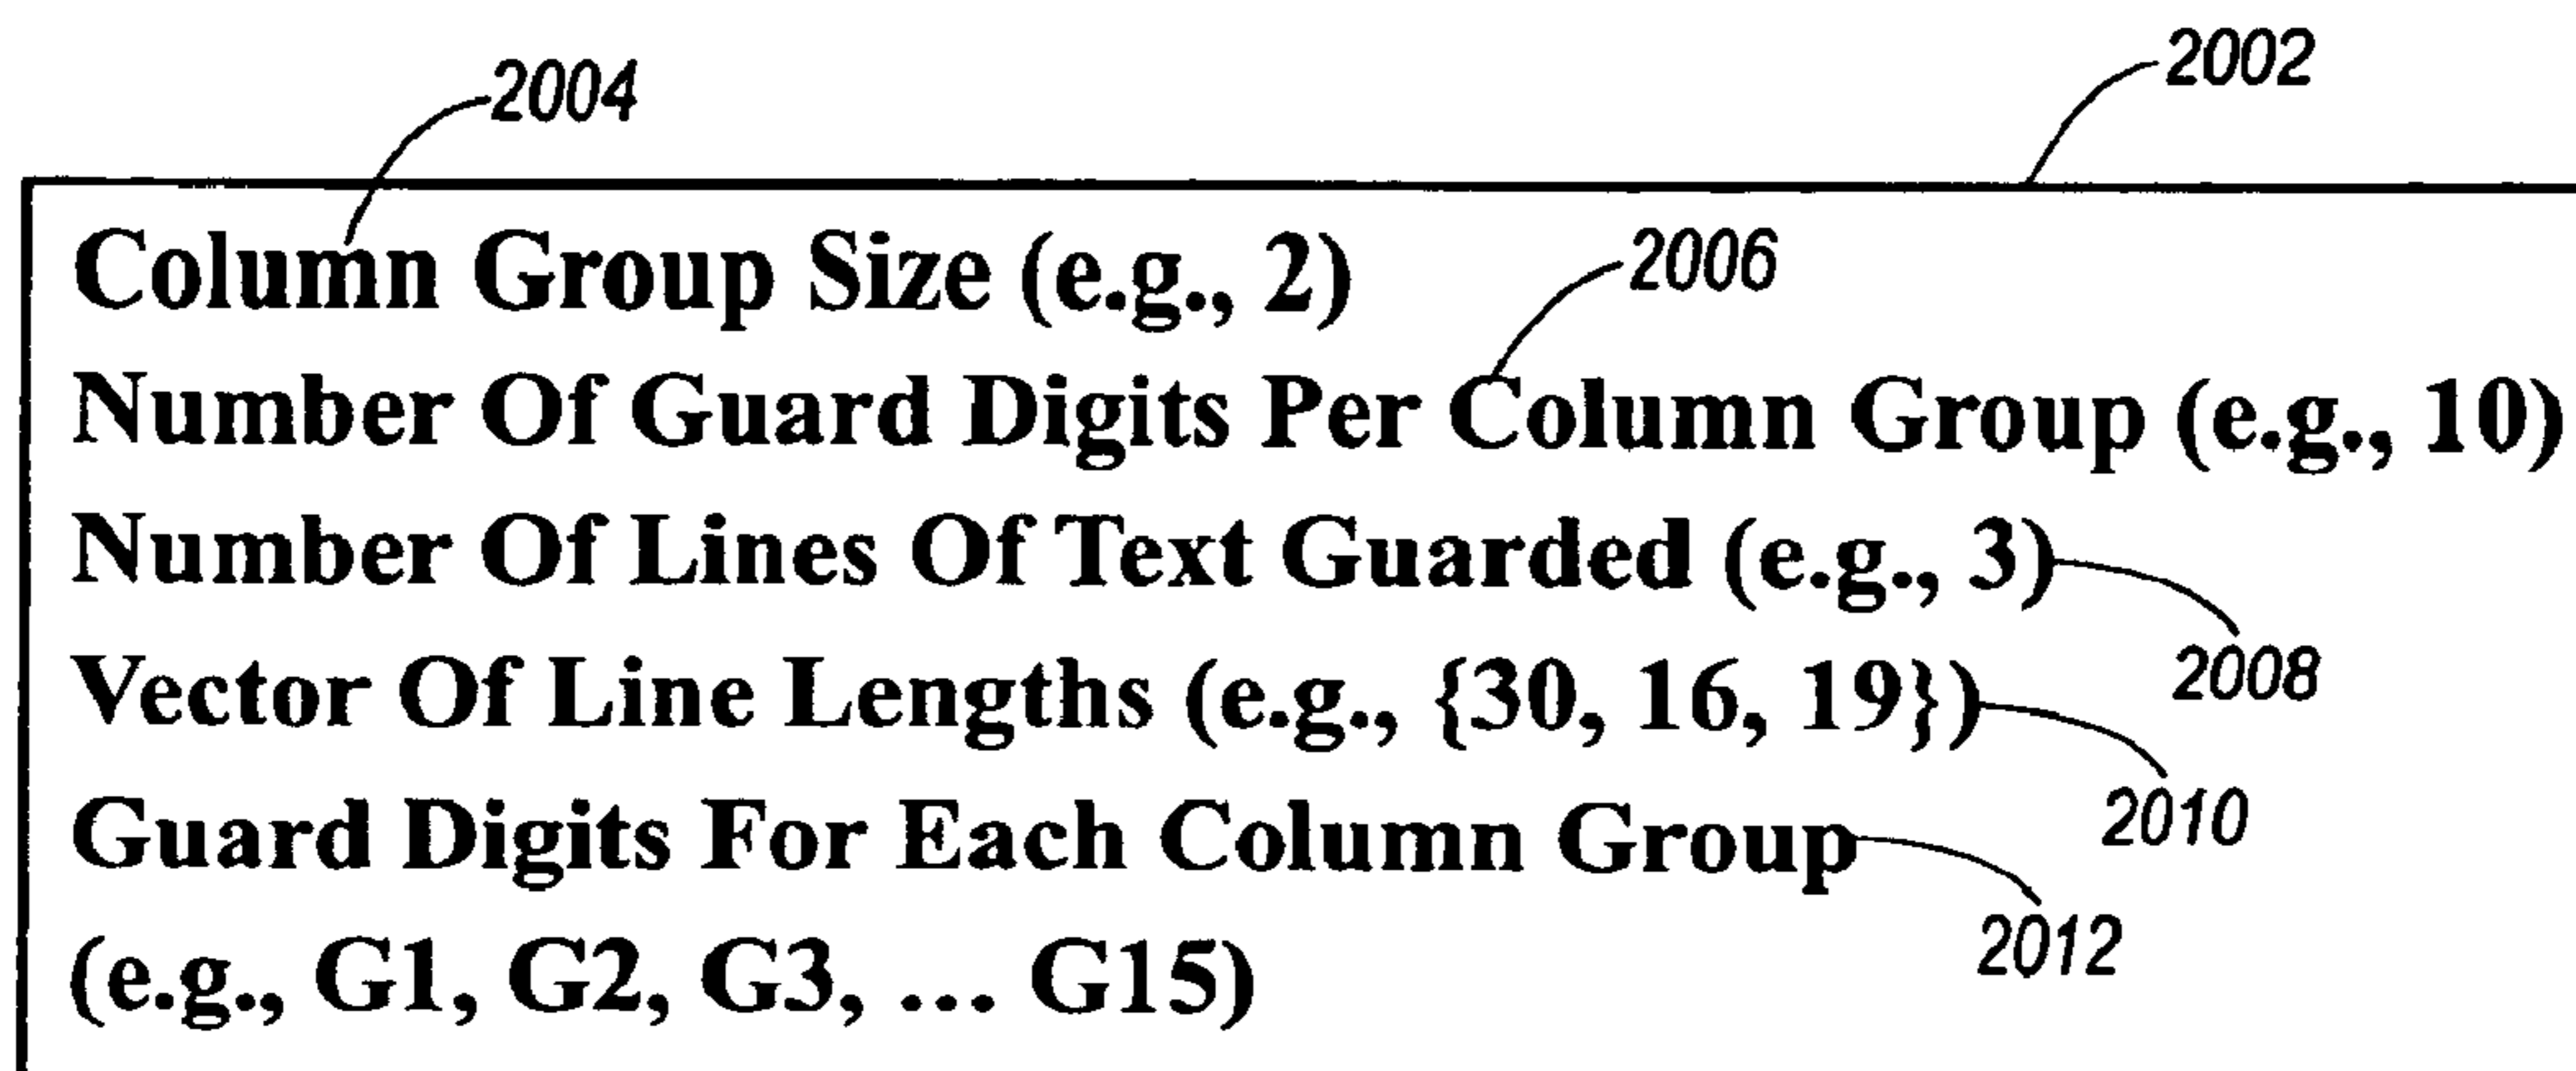 2002
2004
Column Group Size (e.g., 2)
2006
Number Of Guard Digits Per Column Group (e.g., 10)
Number Of Lines Of Text Guarded (e.g., 3)
2008
Vector Of Line Lengths (e.g., {30, 16, 19})
2010
Guard Digits For Each Column Group
2012
(e.g., G1, G2, G3, ... G15)